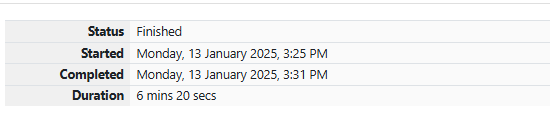 Status Finished
Started Monday, 13 January 2025, 3:25 PM
Completed Monday, 13 January 2025, 3:31 PM
Duration 6 mins 20 secs